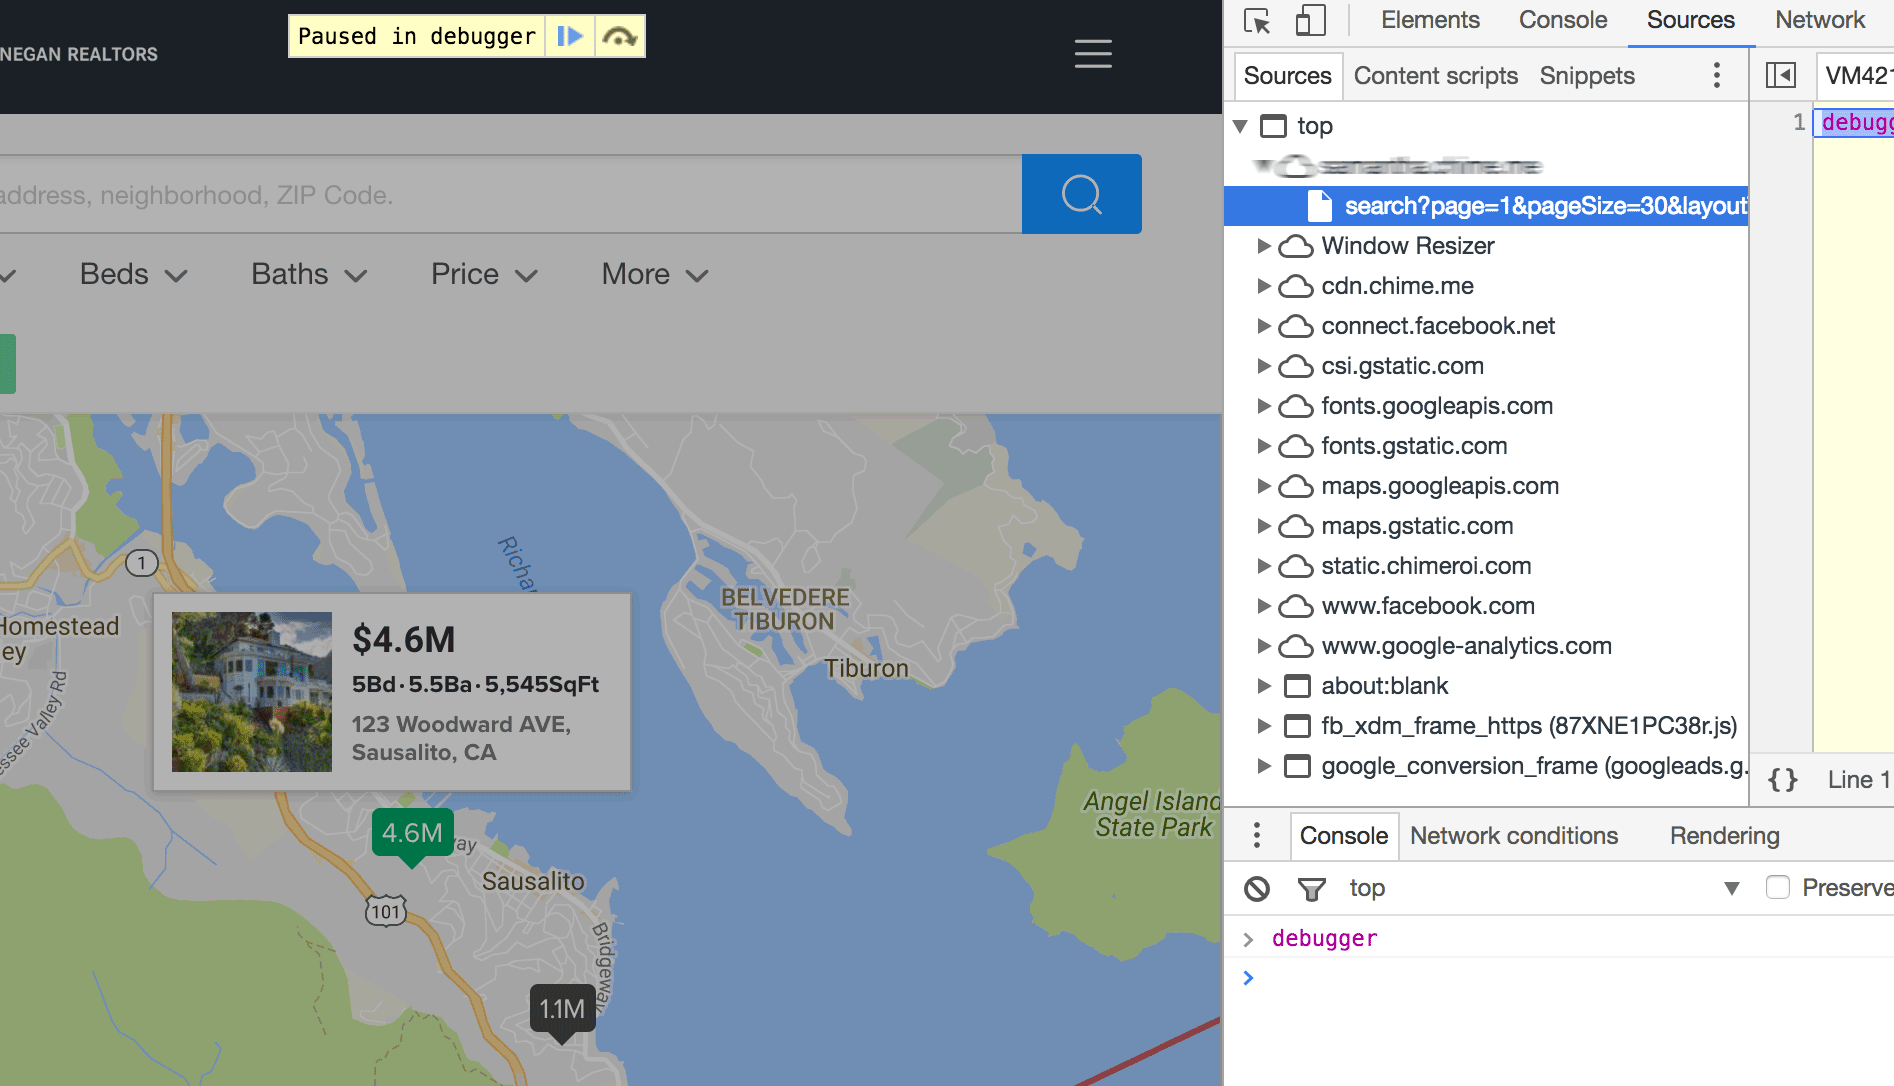 NEGAN REALTORS
Paused in debugger
address, neighborhood, ZIP Code.
Beds
Baths
Price
More
1
Homestead
ey
essee Valley Rd
BELVEDERE
TIBURON
Tiburon
$4.6M
5Bd·5.5Ba·5,545SqFt
123 Woodward AVE,
Sausalito, CA
4.6M
way
Sausalito
101
Bridgeway
1.1M
Angel Island
State Park
Elements Console Sources Network
Sources Content scripts Snippets
VM421
top
search?page=1&pageSize=30&layout
Window Resizer
cdn.chime.me
connect.facebook.net
csi.gstatic.com
fonts.googleapis.com
fonts.gstatic.com
maps.googleapis.com
maps.gstatic.com
static.chimeroi.com
www.facebook.com
www.google-analytics.com
about:blank
fb_xdm_frame_https (87XNE1PC38r.js)
google_conversion_frame (googleads.g.
1 debugg
{} Line 1
Console Network conditions Rendering
top Preserve
> debugger
>